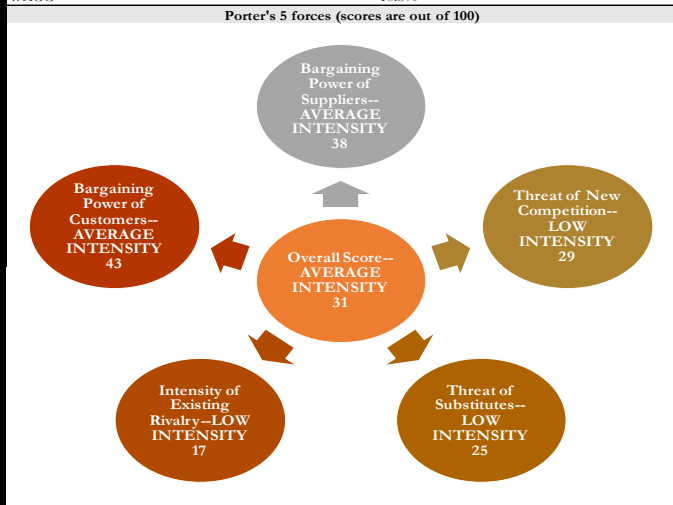 Porter's 5 forces (scores are out of 100)
Bargaining
Power of
Suppliers--
AVERAGE
INTENSITY
38
Bargaining
Power of
Customers--
AVERAGE
INTENSITY
43
Threat of New
Competition--
LOW
INTENSITY
29
Overall Score--
AVERAGE
INTENSITY
31
Intensity of
Existing
Rivalry--LOW
INTENSITY
17
Threat of
Substitutes--
LOW
INTENSITY
25